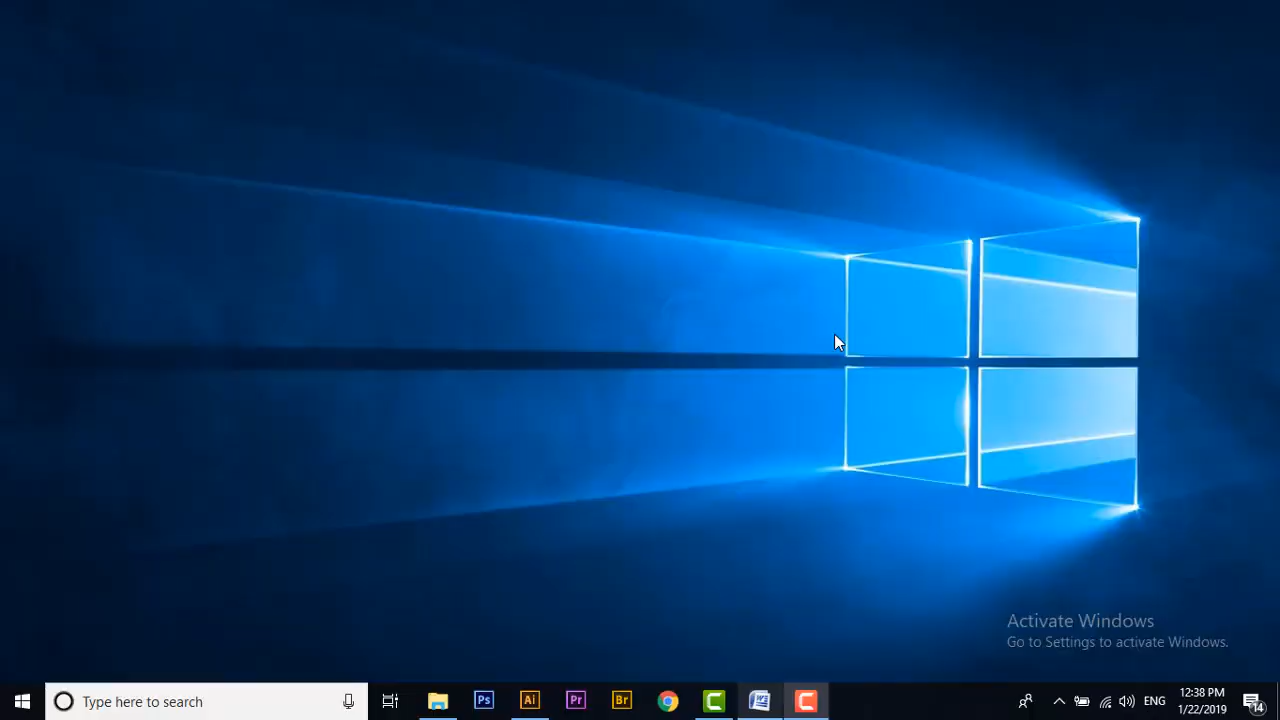 Activate Windows
Go to Settings to activate Windows.
Type here to search
Ps
Ai
Pr
Br
ENG
12:38 PM
1/22/2019
14